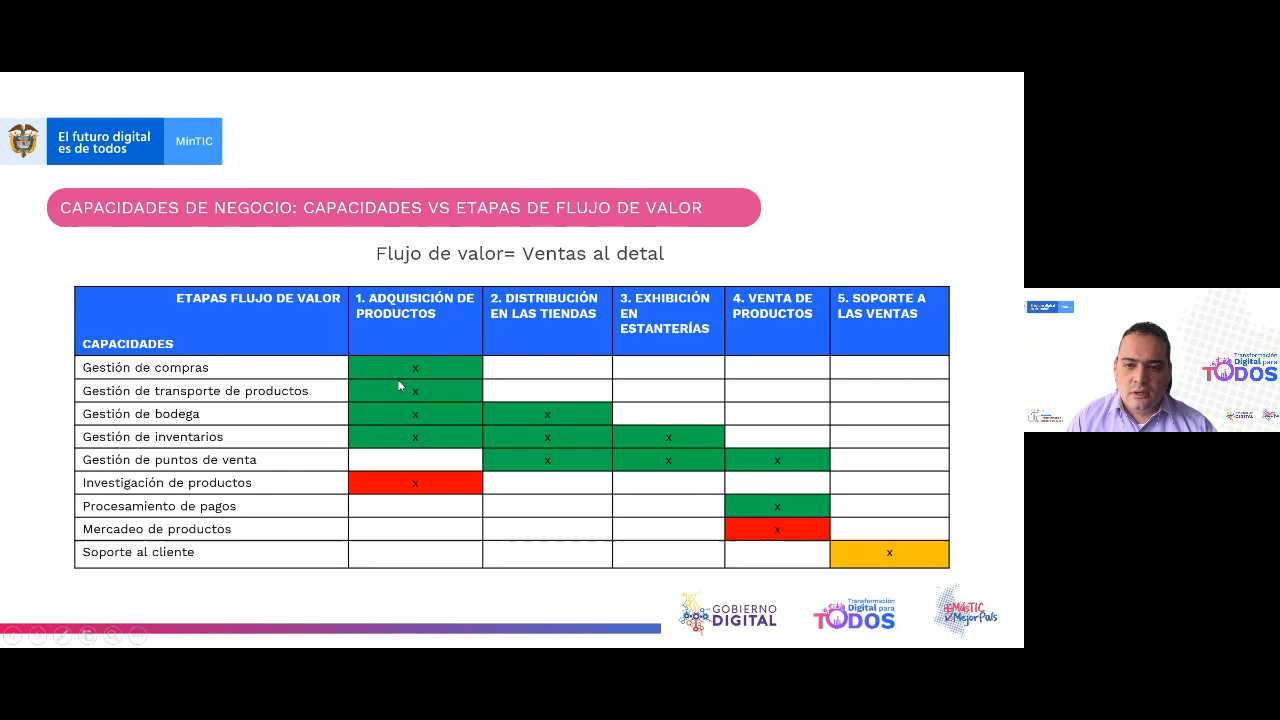 El futuro digital
es de todos
MinTIC
CAPACIDADES DE NEGOCIO: CAPACIDADES VS ETAPAS DE FLUJO DE VALOR
Flujo de valor= Ventas al detal
ETAPAS FLUJO DE VALOR
CAPACIDADES
1. ADQUISICIÓN DE
PRODUCTOS
2. DISTRIBUCIÓN
EN LAS TIENDAS
3. EXHIBICIÓN
EN
ESTANTERÍAS
4. VENTA DE
PRODUCTOS
5. SOPORTE A
LAS VENTAS
Gestión de compras x
Gestión de transporte de productos x
Gestión de bodega x x
Gestión de inventarios x x x
Gestión de puntos de venta x x x
Investigación de productos x
Procesamiento de pagos x
Mercadeo de productos x
Soporte al cliente x
GOBIERNO
DIGITAL
Transformación
Digital para
TODOS
+MásTIC
MejorPaís
Transformación
Digital para
TODOS